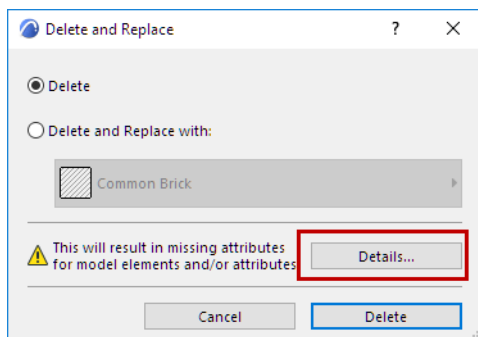 Delete and Replace
?
Delete
Delete and Replace with:
Common Brick
This will result in missing attributes
for model elements and/or attributes
Details...
Cancel
Delete